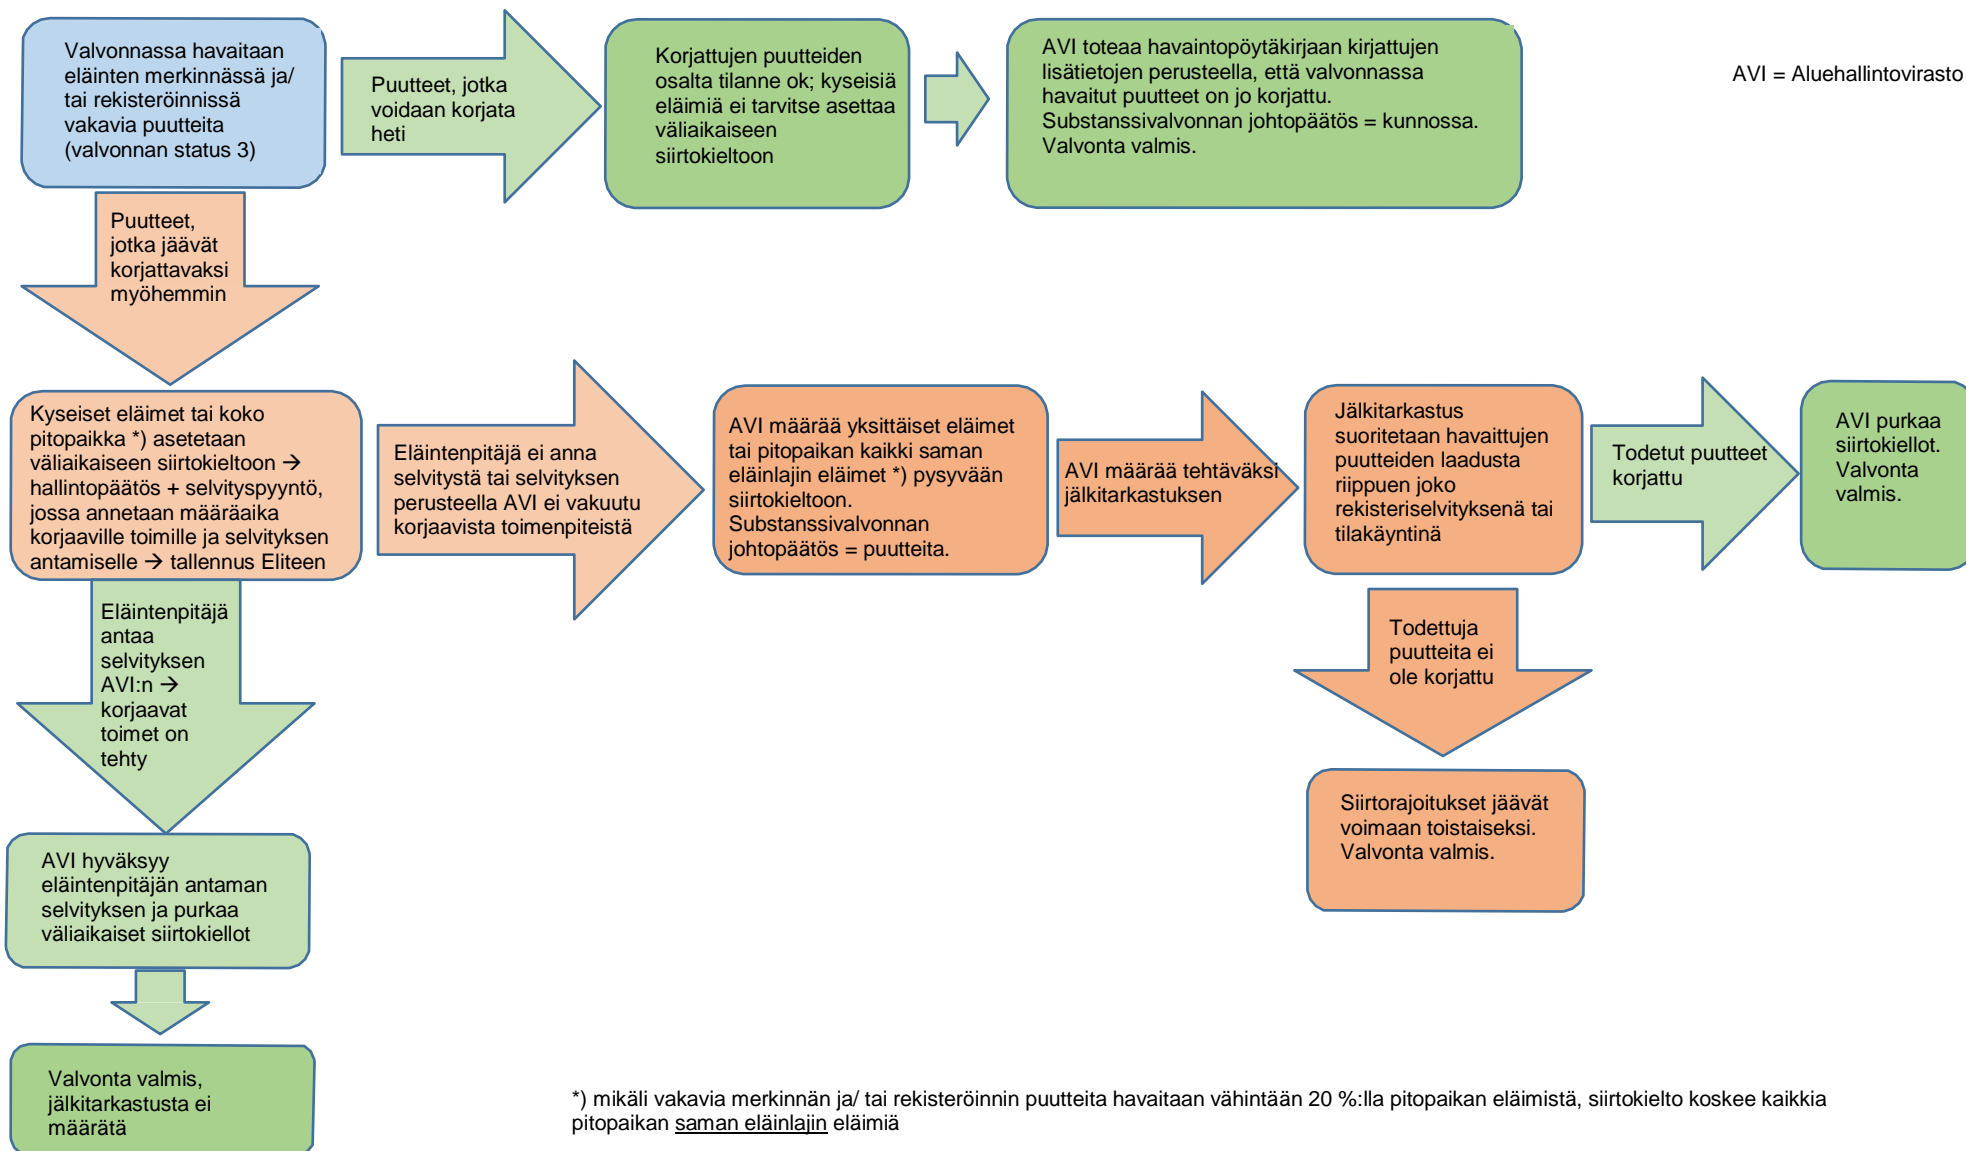 Valvonnassa havaitaan
eläinten merkinnässä ja/
tai rekisteröinnissä
vakavia puutteita
(valvonnan status 3)
Puutteet, jotka
voidaan korjata
heti
Korjattujen puutteiden
osalta tilanne ok; kyseisiä
eläimiä ei tarvitse asettaa
väliaikaiseen
siirtokieltoon
AVI toteaa havaintopöytäkirjaan kirjattujen
lisätietojen perusteella, että valvonnassa
havaitut puutteet on jo korjattu.
Substanssivalvonnan johtopäätös = kunnossa.
Valvonta valmis.
AVI = Aluehallintovirasto
Puutteet,
jotka jäävät
korjattavaksi
myöhemmin
Kyseiset eläimet tai koko
pitopaikka *) asetetaan
väliaikaiseen siirtokieltoon →
hallintopäätös + selvityspyyntö,
jossa annetaan määräaika
korjaaville toimille ja selvityksen
antamiselle → tallennus Eliteen
Eläintenpitäjä ei anna
selvitystä tai selvityksen
perusteella AVI ei vakuutu
korjaavista toimenpiteistä
AVI määrää yksittäiset eläimet
tai pitopaikan kaikki saman
eläinlajin eläimet *) pysyvään
siirtokieltoon.
Substanssivalvonnan
johtopäätös = puutteita.
AVI määrää tehtäväksi
jälkitarkastuksen
Jälkitarkastus
suoritetaan havaittujen
puutteiden laadusta
riippuen joko
rekisteriselvityksenä tai
tilakäyntinä
Todetut puutteet
korjattu
AVI purkaa
siirtokiellot.
Valvonta
valmis.
Eläintenpitäjä
antaa
selvityksen
AVI:n →
korjaavat
toimet on
tehty
Todettuja
puutteita ei
ole korjattu
Siirtorajoitukset jäävät
voimaan toistaiseksi.
Valvonta valmis.
AVI hyväksyy
eläintenpitäjän antaman
selvityksen ja purkaa
väliaikaiset siirtokiellot
Valvonta valmis,
jälkitarkastusta ei
määrätä
*) mikäli vakavia merkinnän ja/ tai rekisteröinnin puutteita havaitaan vähintään 20 %:lla pitopaikan eläimistä, siirtokielto koskee kaikkia
pitopaikan saman eläinlajin eläimiä